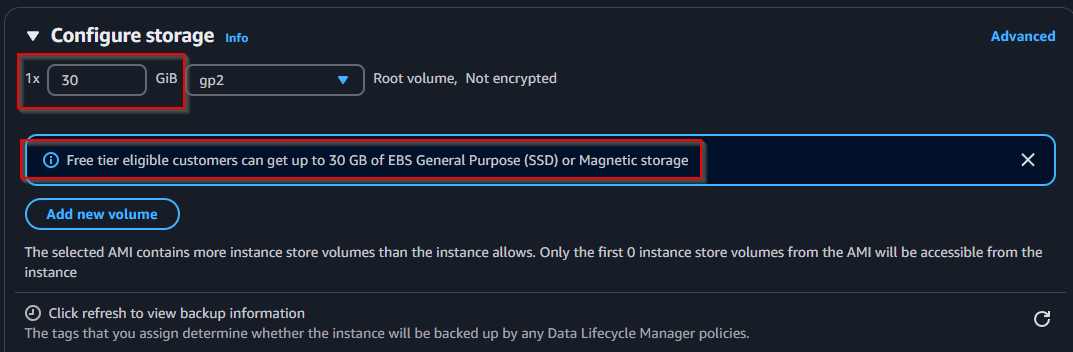 Configure storage Info Advanced
1x 30 GiB gp2 Root volume, Not encrypted
Free tier eligible customers can get up to 30 GB of EBS General Purpose (SSD) or Magnetic storage
Add new volume
The selected AMI contains more instance store volumes than the instance allows. Only the first 0 instance store volumes from the AMI will be accessible from the
instance
Click refresh to view backup information
The tags that you assign determine whether the instance will be backed up by any Data Lifecycle Manager policies.